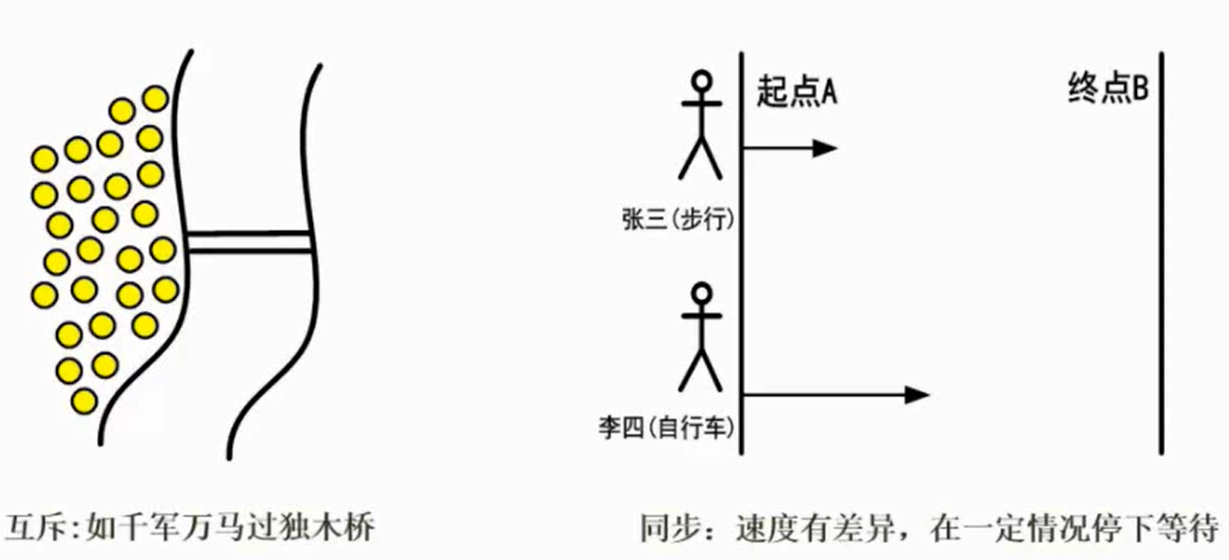 起点A
终点B
张三(步行)
李四(自行车)
互斥:如千军万马过独木桥
同步：速度有差异，在一定情况停下等待